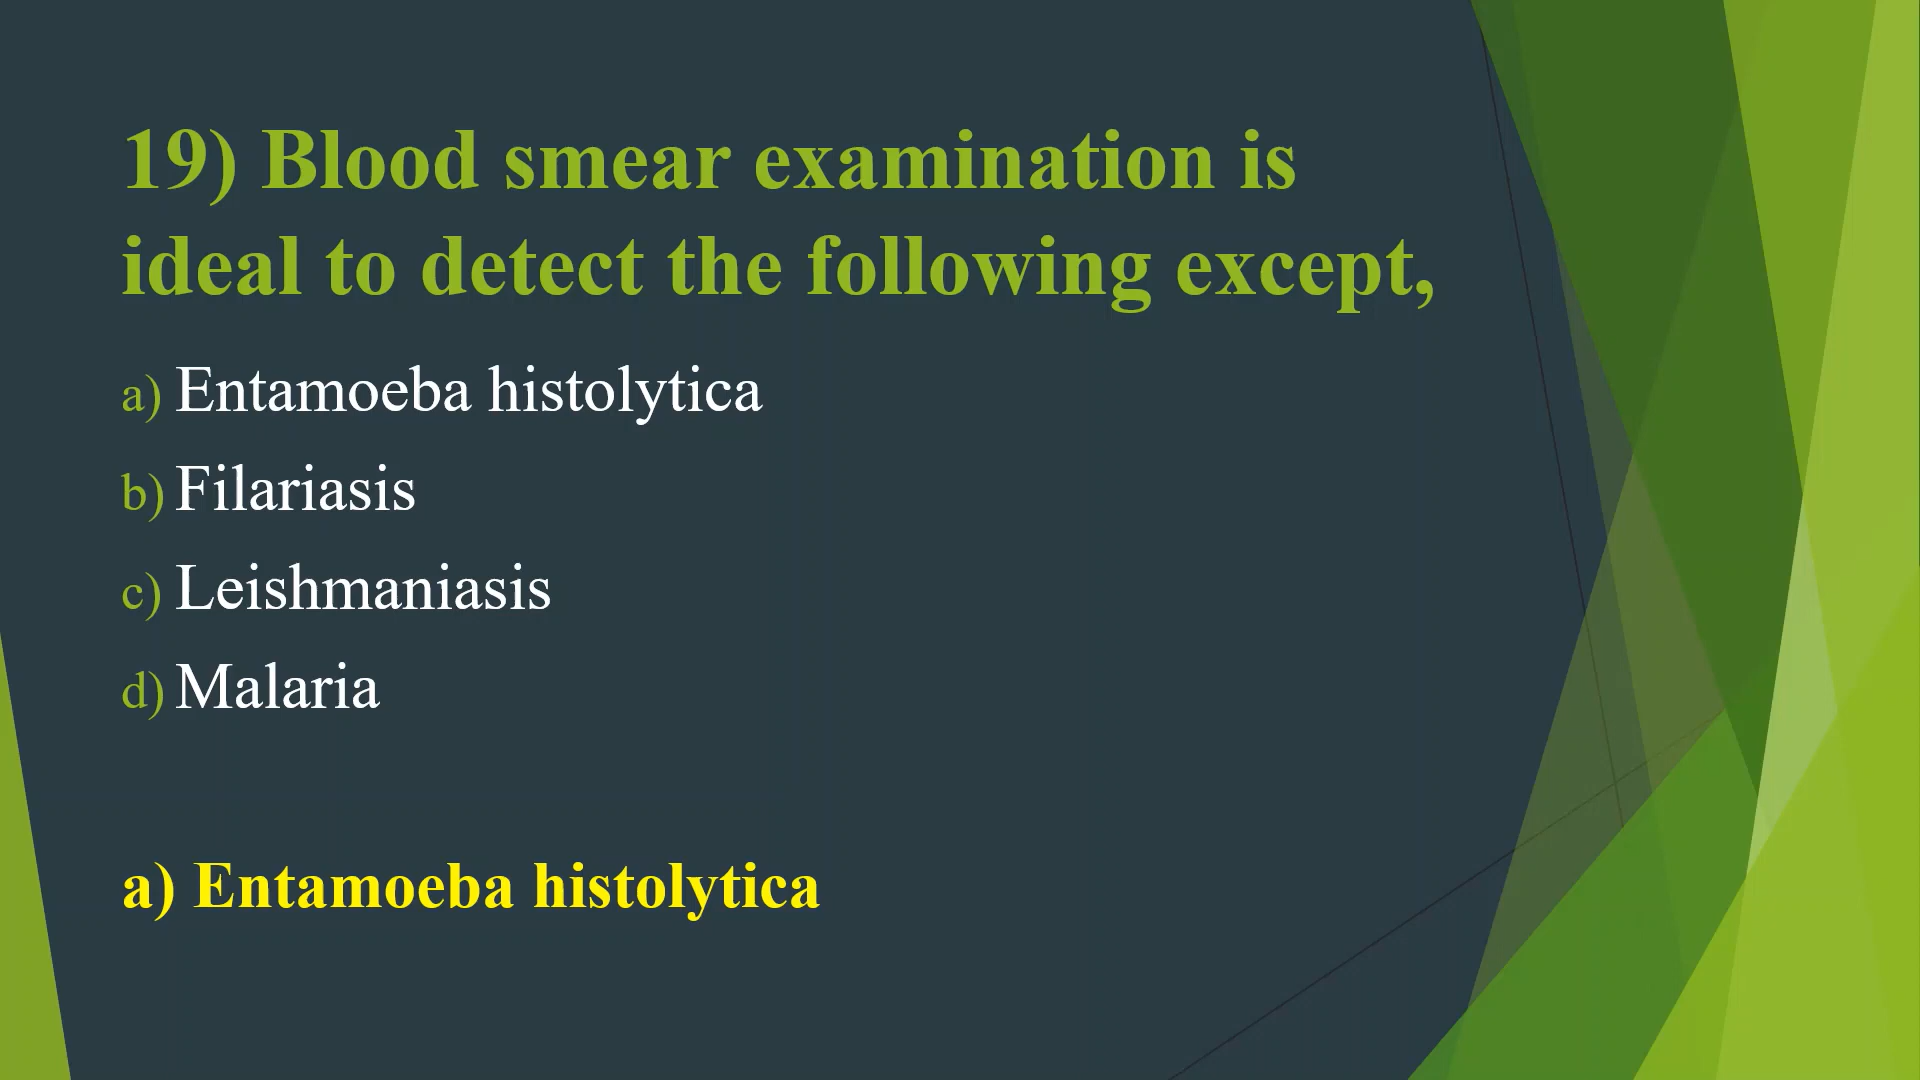 19) Blood smear examination is
ideal to detect the following except,
a) Entamoeba histolytica
b) Filariasis
c) Leishmaniasis
d) Malaria
a) Entamoeba histolytica